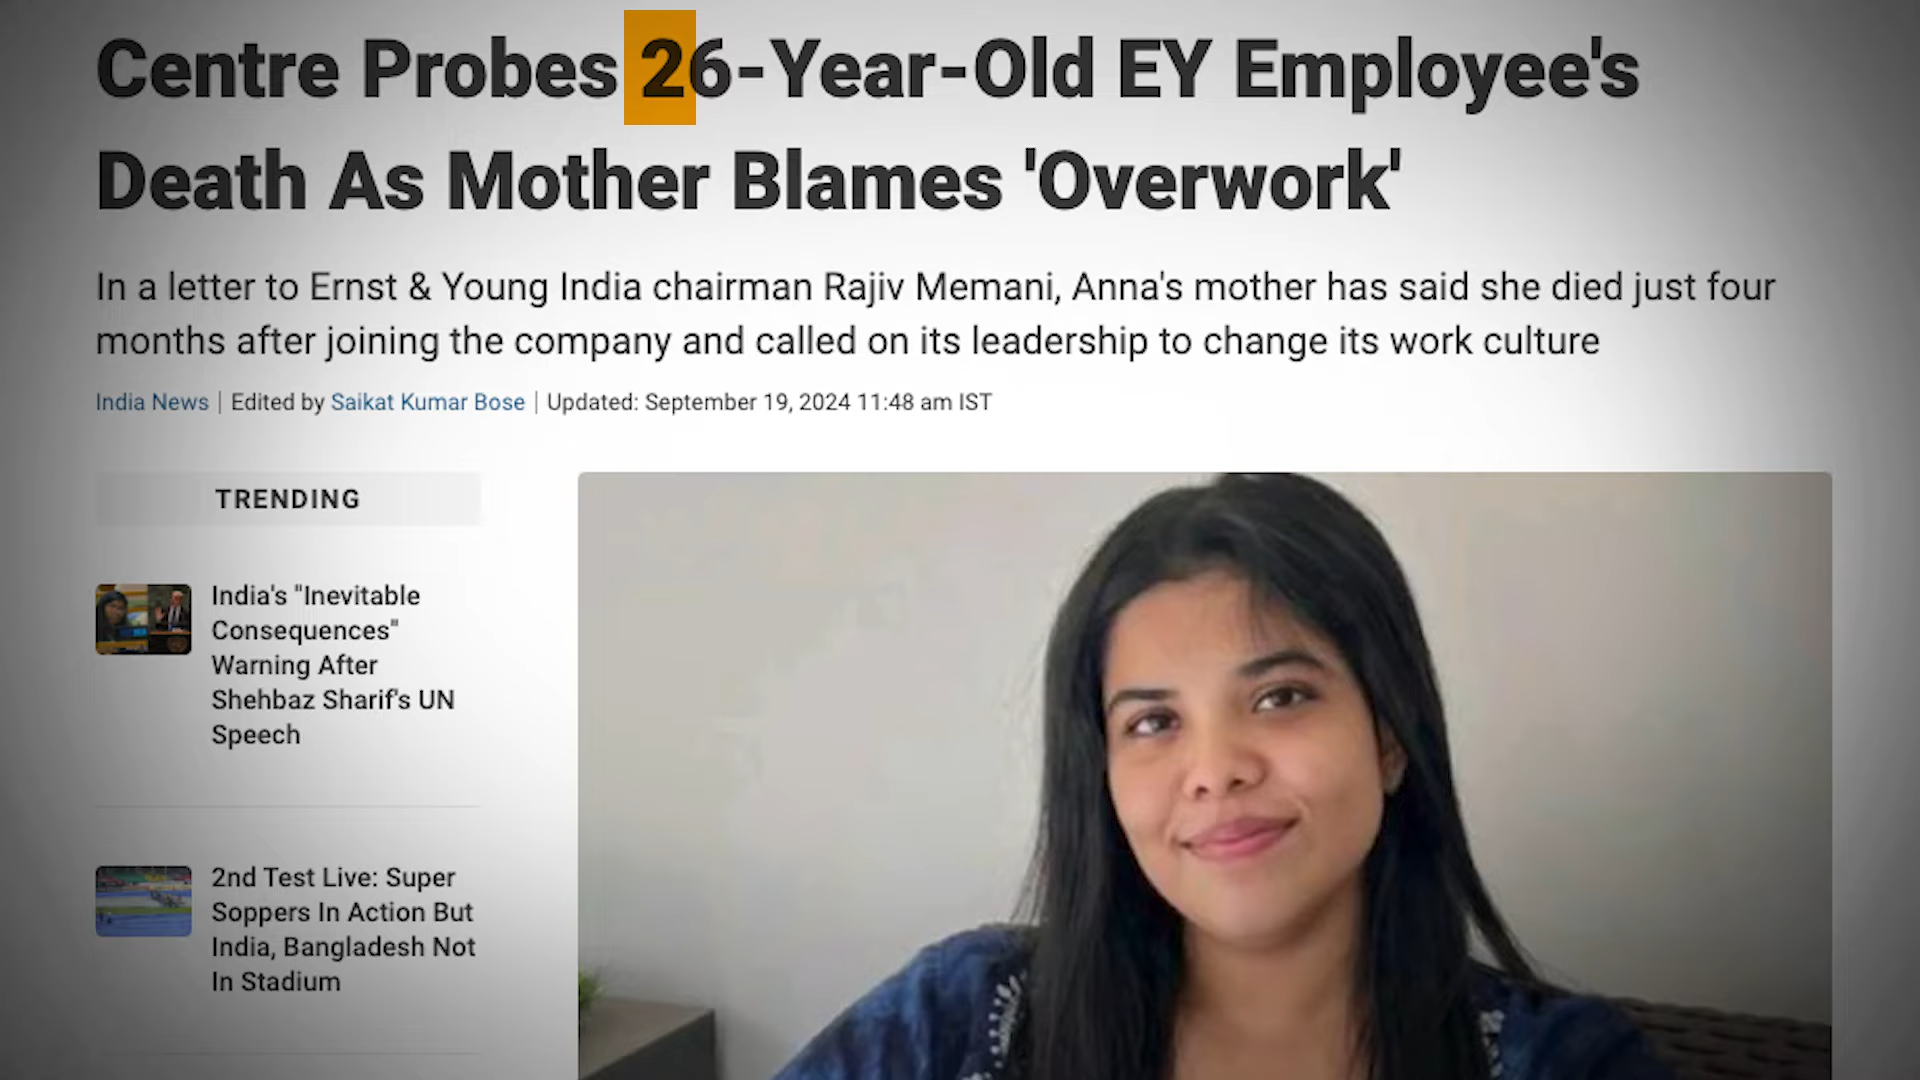 Centre Probes 26-Year-Old EY Employee's
Death As Mother Blames 'Overwork'
In a letter to Ernst & Young India chairman Rajiv Memani, Anna's mother has said she died just four
months after joining the company and called on its leadership to change its work culture
India News | Edited by Saikat Kumar Bose | Updated: September 19, 2024 11:48 am IST
TRENDING
India's "Inevitable
Consequences"
Warning After
Shehbaz Sharif's UN
Speech
2nd Test Live: Super
Soppers In Action But
India, Bangladesh Not
In Stadium